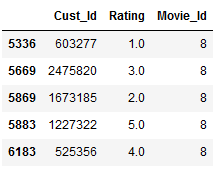 Cust_Id Rating Movie_Id
5336 603277 1.0 8
5669 2475820 3.0 8
5869 1673185 2.0 8
5883 1227322 5.0 8
6183 525356 4.0 8